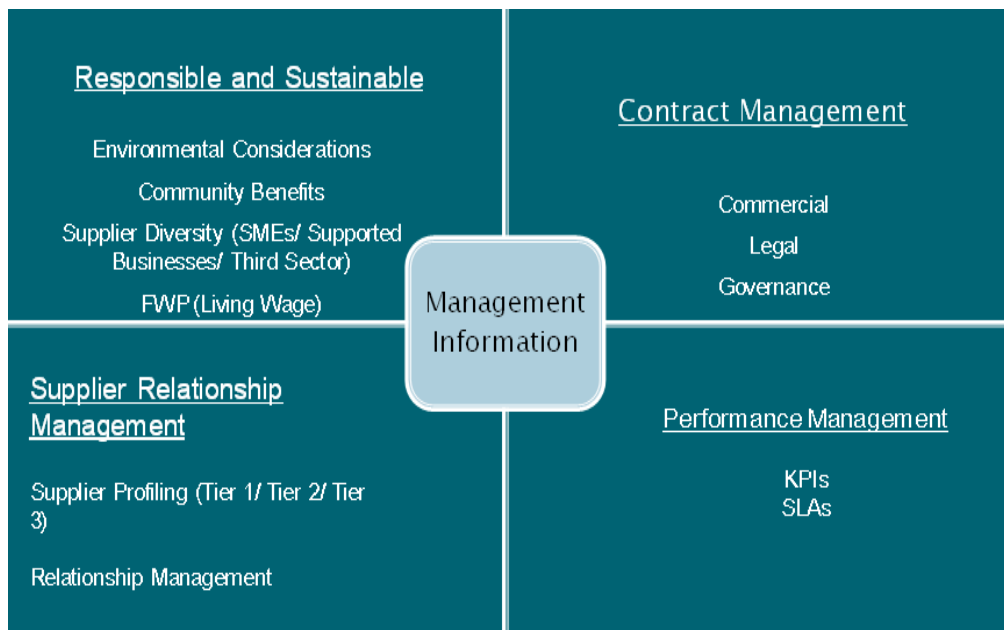 Responsible and Sustainable
Environmental Considerations
Community Benefits
Supplier Diversity (SMEs/ Supported
Businesses/ Third Sector)
FWP (Living Wage)
Contract Management
Commercial
Legal
Governance
Management
Information
Supplier Relationship
Management
Supplier Profiling (Tier 1/ Tier 2/ Tier
3)
Relationship Management
Performance Management
KPIs
SLAs